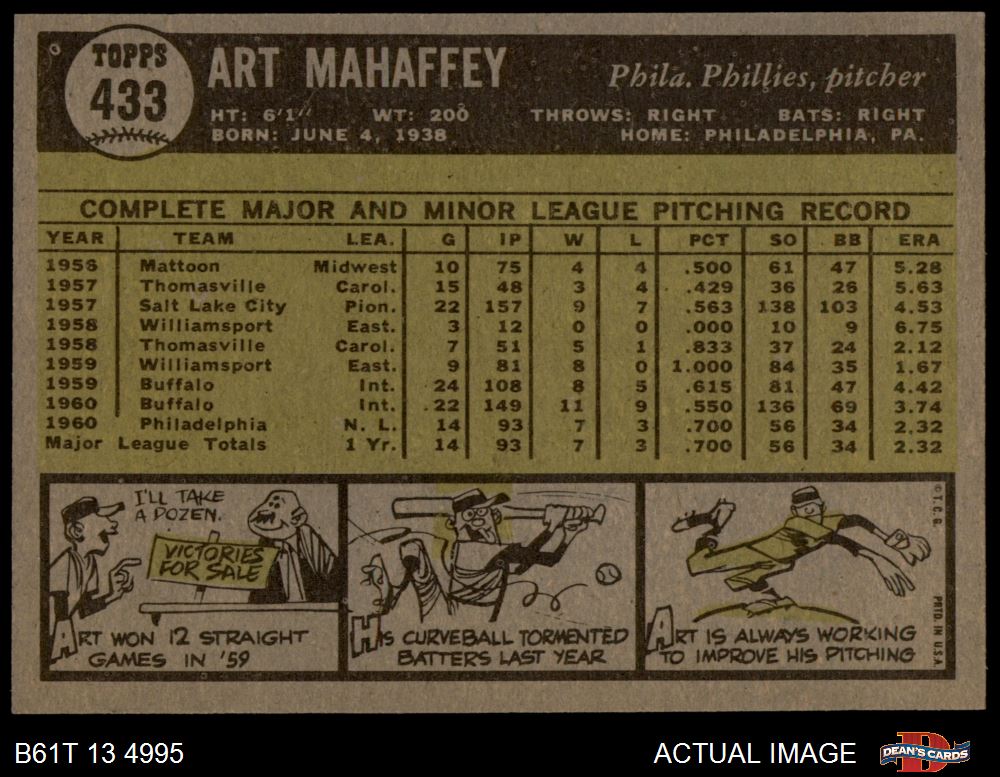 TOPPS
433
ART MAHAFFEY
Phila. Phillies, pitcher
HT: 6'1" WT: 200 THROWS: RIGHT BATS: RIGHT
BORN: JUNE 4, 1938 HOME: PHILADELPHIA, PA.
COMPLETE MAJOR AND MINOR LEAGUE PITCHING RECORD
YEAR TEAM LEA. G IP W L PCT SO BB ERA
1956 Mattoon Midwest 10 75 4 4 .500 61 47 5.28
1957 Thomasville Carol. 15 48 3 4 .429 36 26 5.63
1957 Salt Lake City Pion. 22 157 9 7 .563 138 103 4.53
1958 Williamsport East. 3 12 0 0 .000 10 9 6.75
1958 Thomasville Carol. 7 51 5 1 .833 37 24 2.12
1959 Williamsport East. 9 81 8 0 1.000 84 35 1.67
1959 Buffalo Int. 24 108 8 5 .615 81 47 4.42
1960 Buffalo Int. 22 149 11 9 .550 136 69 3.74
1960 Philadelphia N. L. 14 93 7 3 .700 56 34 2.32
Major League Totals 1 Yr. 14 93 7 3 .700 56 34 2.32
I'LL TAKE
A DOZEN.
VICTORIES
FOR SALE
ART WON 12 STRAIGHT
GAMES IN '59
HIS CURVEBALL TORMENTED
BATTERS LAST YEAR
ART IS ALWAYS WORKING
TO IMPROVE HIS PITCHING
© T. C. G.
PRTD. IN U.S.A.
B61T 13 4995
ACTUAL IMAGE
DEAN'S CARDS